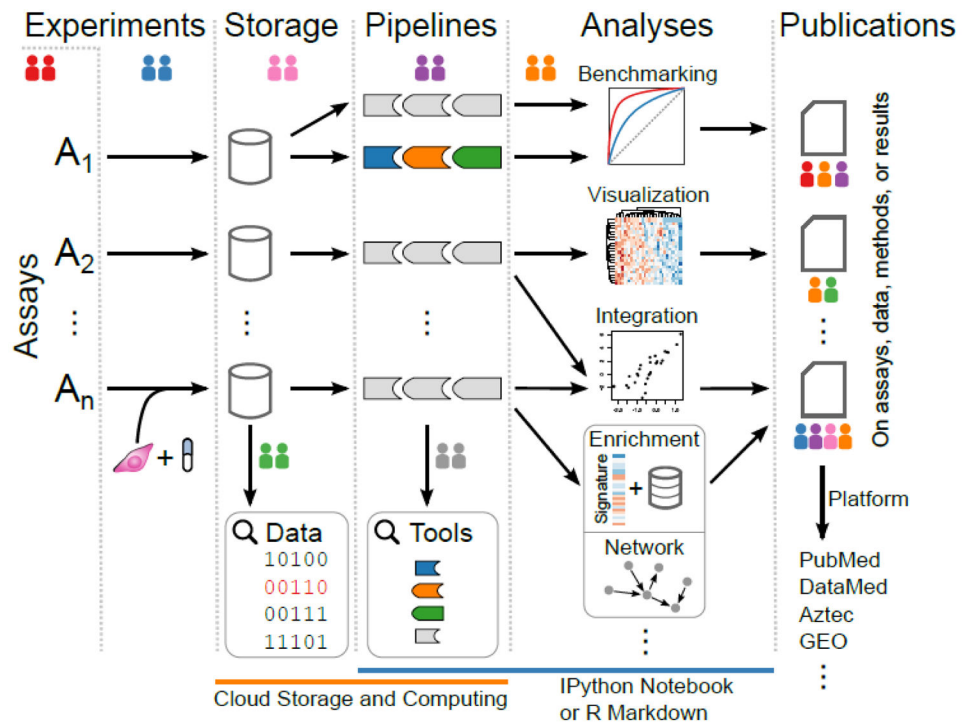 Experiments
Storage
Pipelines
Analyses
Publications
Assays
A1
A2
⋮
An
+
⋮
⋮
Data
10100
00110
00111
11101
Tools
Benchmarking
Visualization
Integration
Enrichment
Signature
+
Network
⋮
On assays, data, methods, or results
⋮
Platform
PubMed
DataMed
Aztec
GEO
⋮
Cloud Storage and Computing
IPython Notebook
or R Markdown